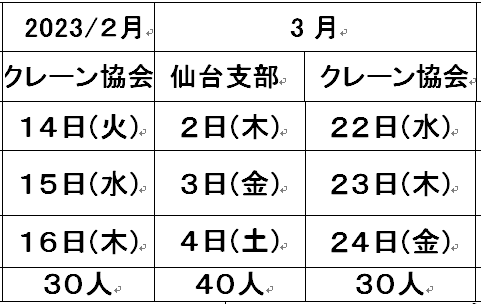 2023/2月 3月
クレーン協会 仙台支部 クレーン協会
14日(火) 2日(木) 22日(水)
15日(水) 3日(金) 23日(木)
16日(木) 4日(土) 24日(金)
30人 40人 30人